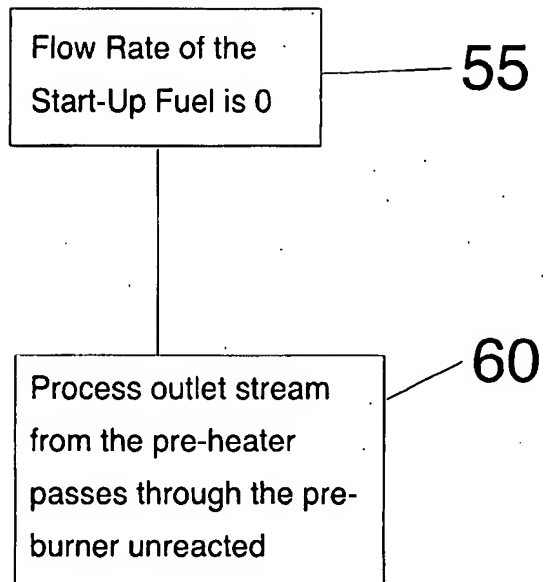 Flow Rate of the
Start-Up Fuel is 0
55
60
Process outlet stream
from the pre-heater
passes through the pre-
burner unreacted